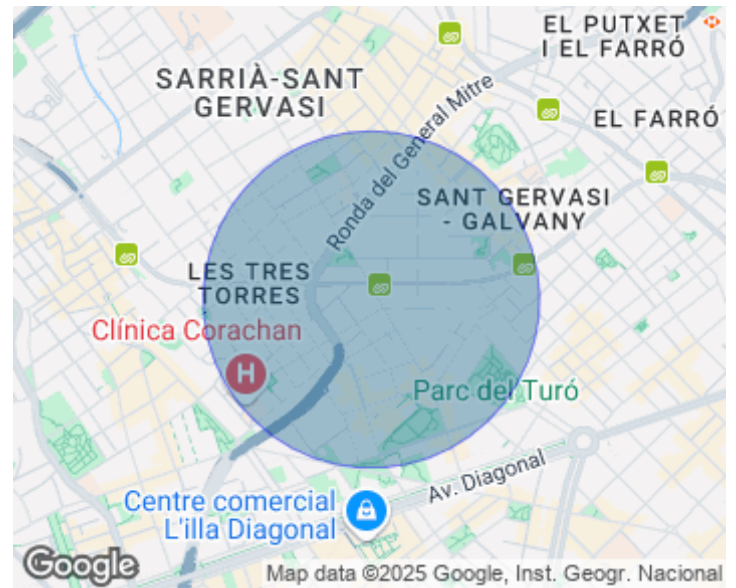 EL PUTXET
I EL FARRÓ
SARRIÀ-SANT
GERVASI
Ronda del General Mitre
EL FARRÓ
SANT GERVASI
- GALVANY
LES TRES
TORRES
Clínica Corachan
H
Parc del Turó
Av. Diagonal
Centre comercial
L'illa Diagonal
Google
Map data ©2025 Google, Inst. Geogr. Nacional